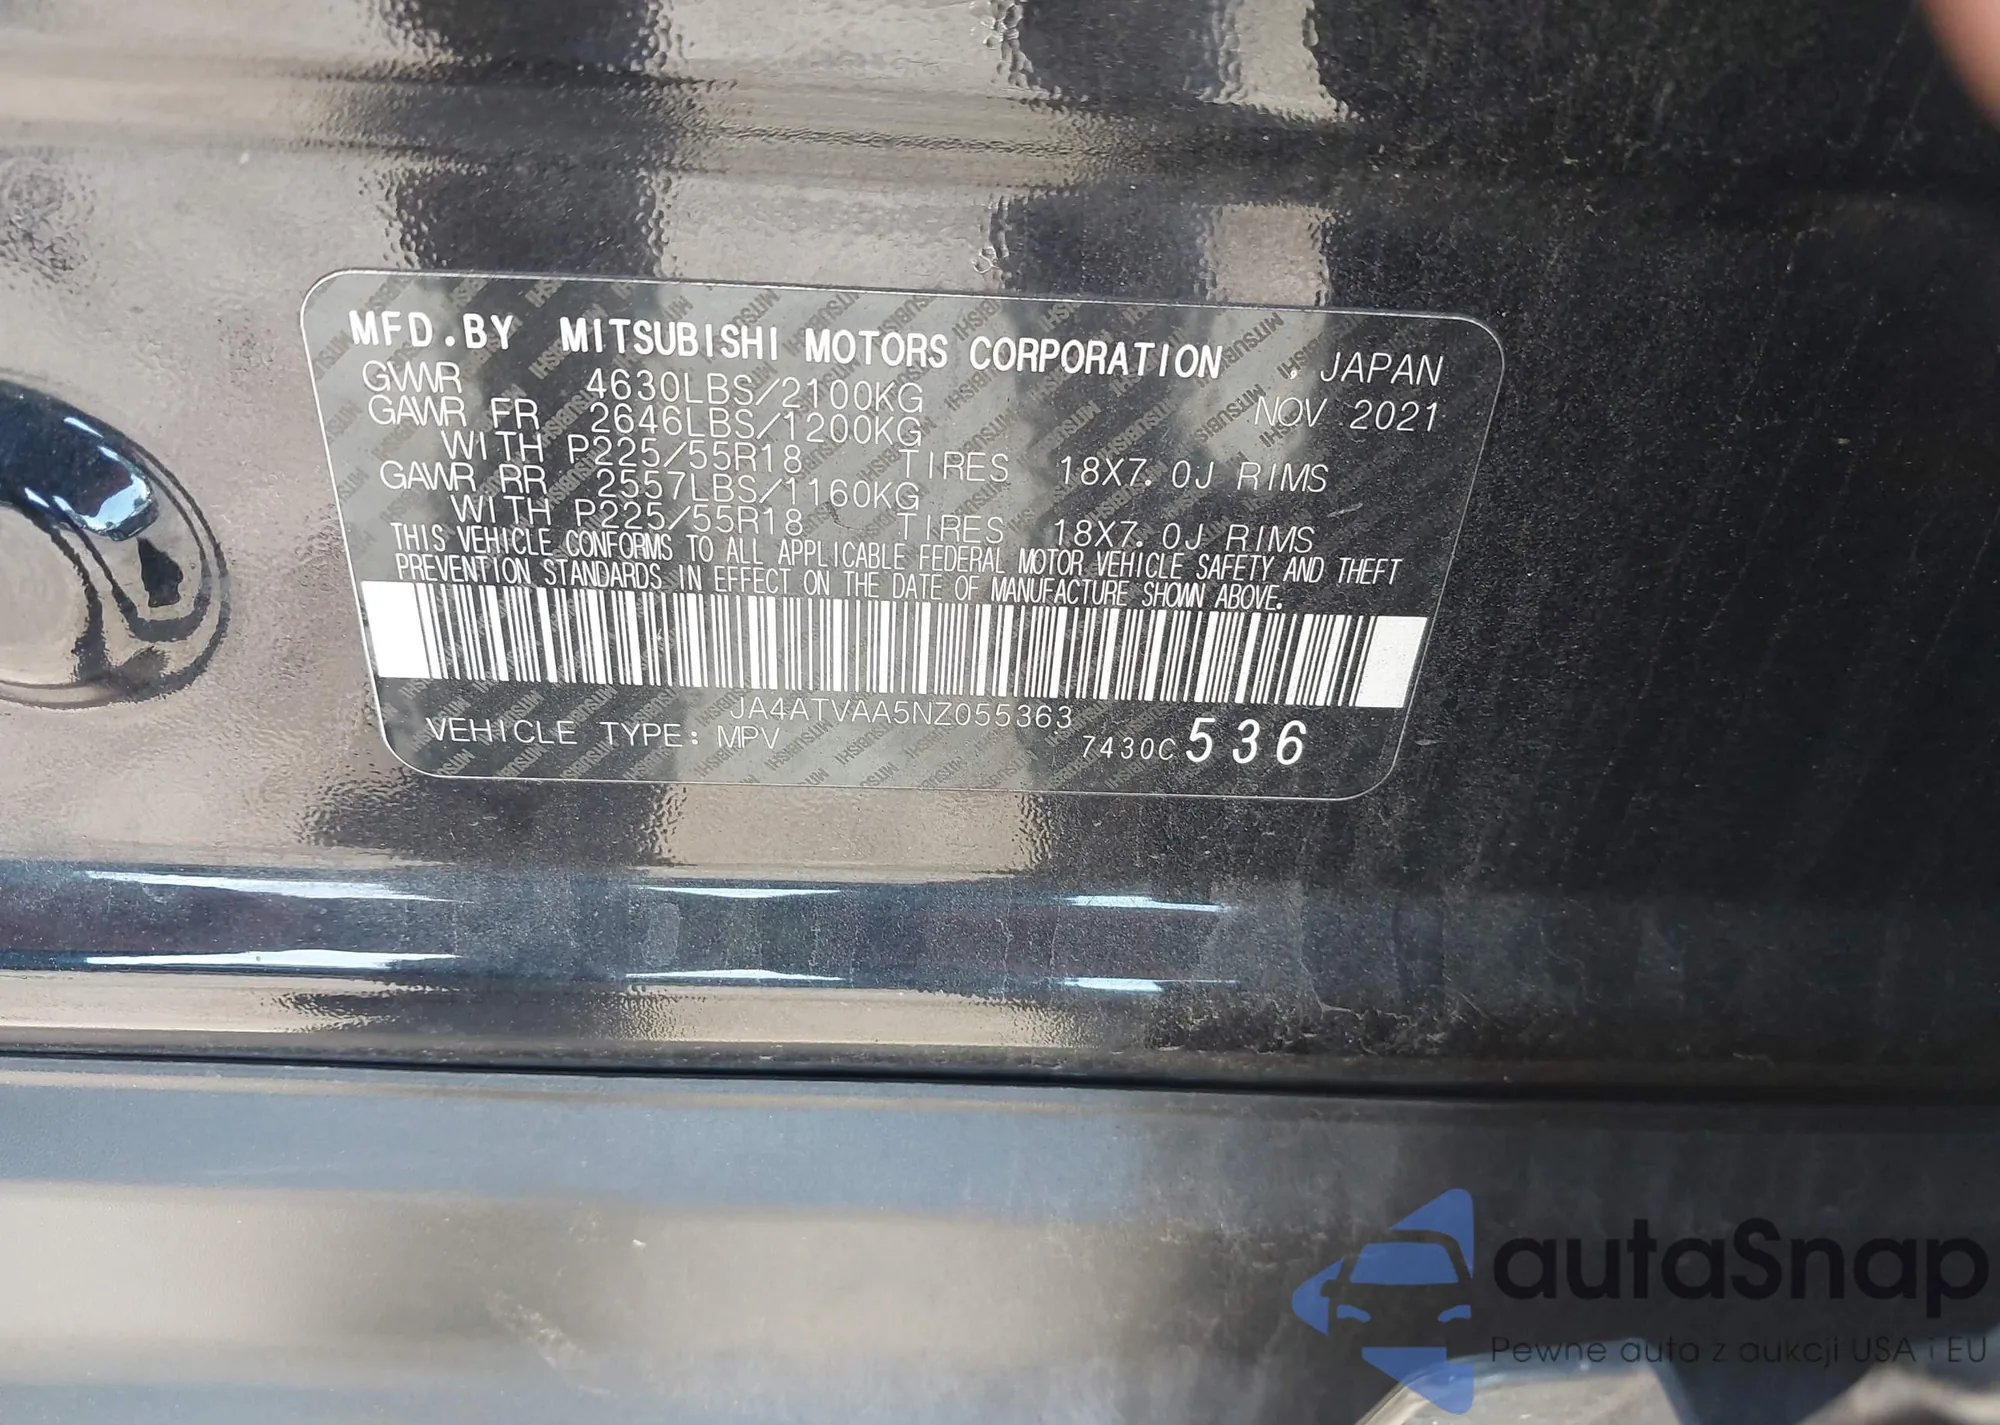 MFD.BY MITSUBISHI MOTORS CORPORATION , JAPAN
GVWR 4630LBS/2100KG NOV 2021
GAWR FR 2646LBS/1200KG
WITH P225/55R18 TIRES 18X7.0J RIMS
GAWR RR 2557LBS/1160KG
WITH P225/55R18 TIRES 18X7.0J RIMS
THIS VEHICLE CONFORMS TO ALL APPLICABLE FEDERAL MOTOR VEHICLE SAFETY AND THEFT
PREVENTION STANDARDS IN EFFECT ON THE DATE OF MANUFACTURE SHOWN ABOVE.
JA4ATVAA5NZ055363
VEHICLE TYPE: MPV 7430C 536
autaSnap
Pewne auta z aukcji USA i EU